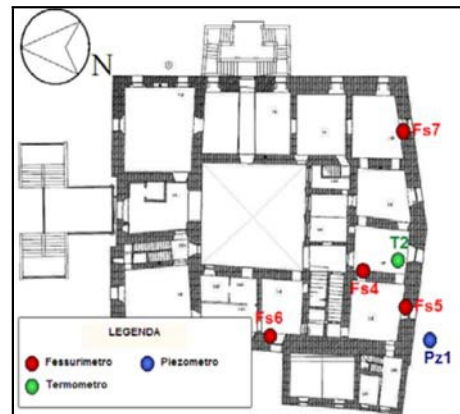 N
Fs7
T2
Fs4
Fs5
Fs6
Pz1
LEGENDA
Fessurimetro
Piezometro
Termometro